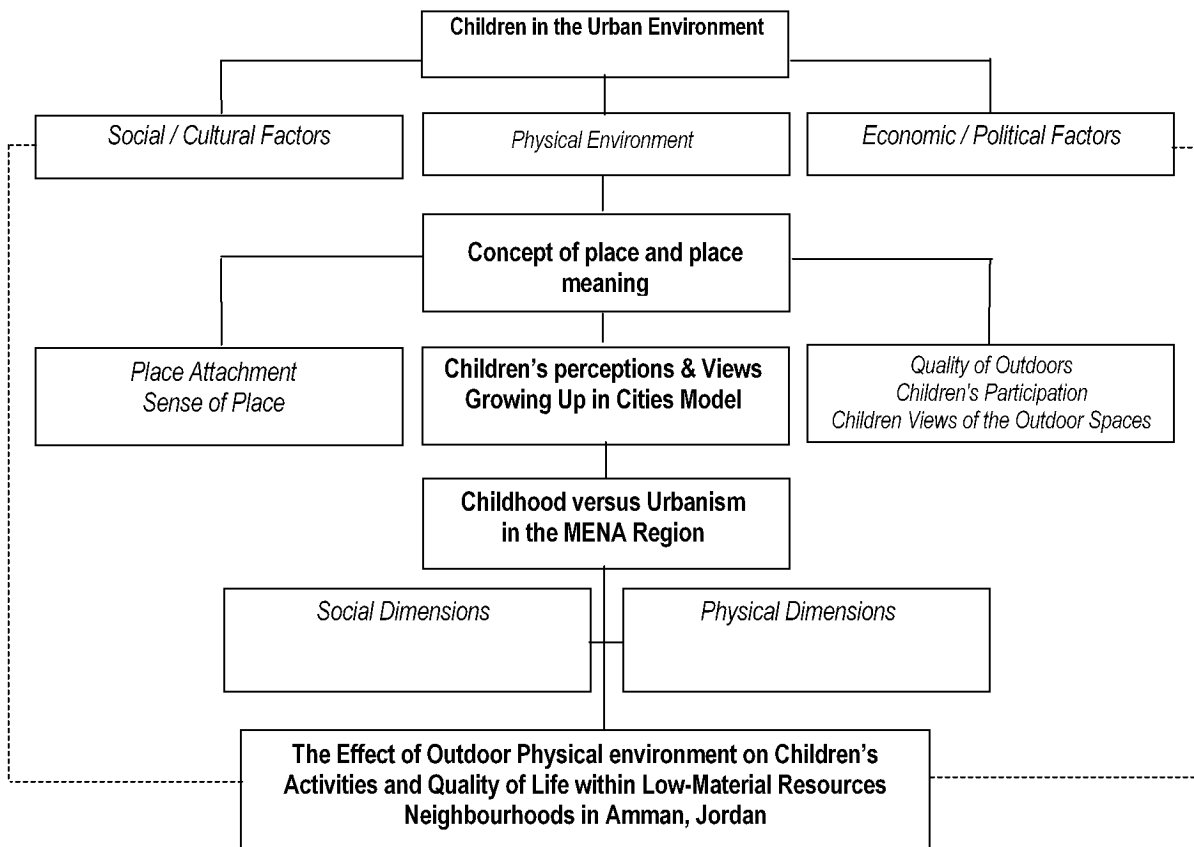 Children in the Urban Environment
Social / Cultural Factors
Physical Environment
Economic / Political Factors
Concept of place and place
meaning
Place Attachment
Sense of Place
Children's perceptions & Views
Growing Up in Cities Model
Quality of Outdoors
Children's Participation
Children Views of the Outdoor Spaces
Childhood versus Urbanism
in the MENA Region
Social Dimensions
Physical Dimensions
The Effect of Outdoor Physical environment on Children's
Activities and Quality of Life within Low-Material Resources
Neighbourhoods in Amman, Jordan